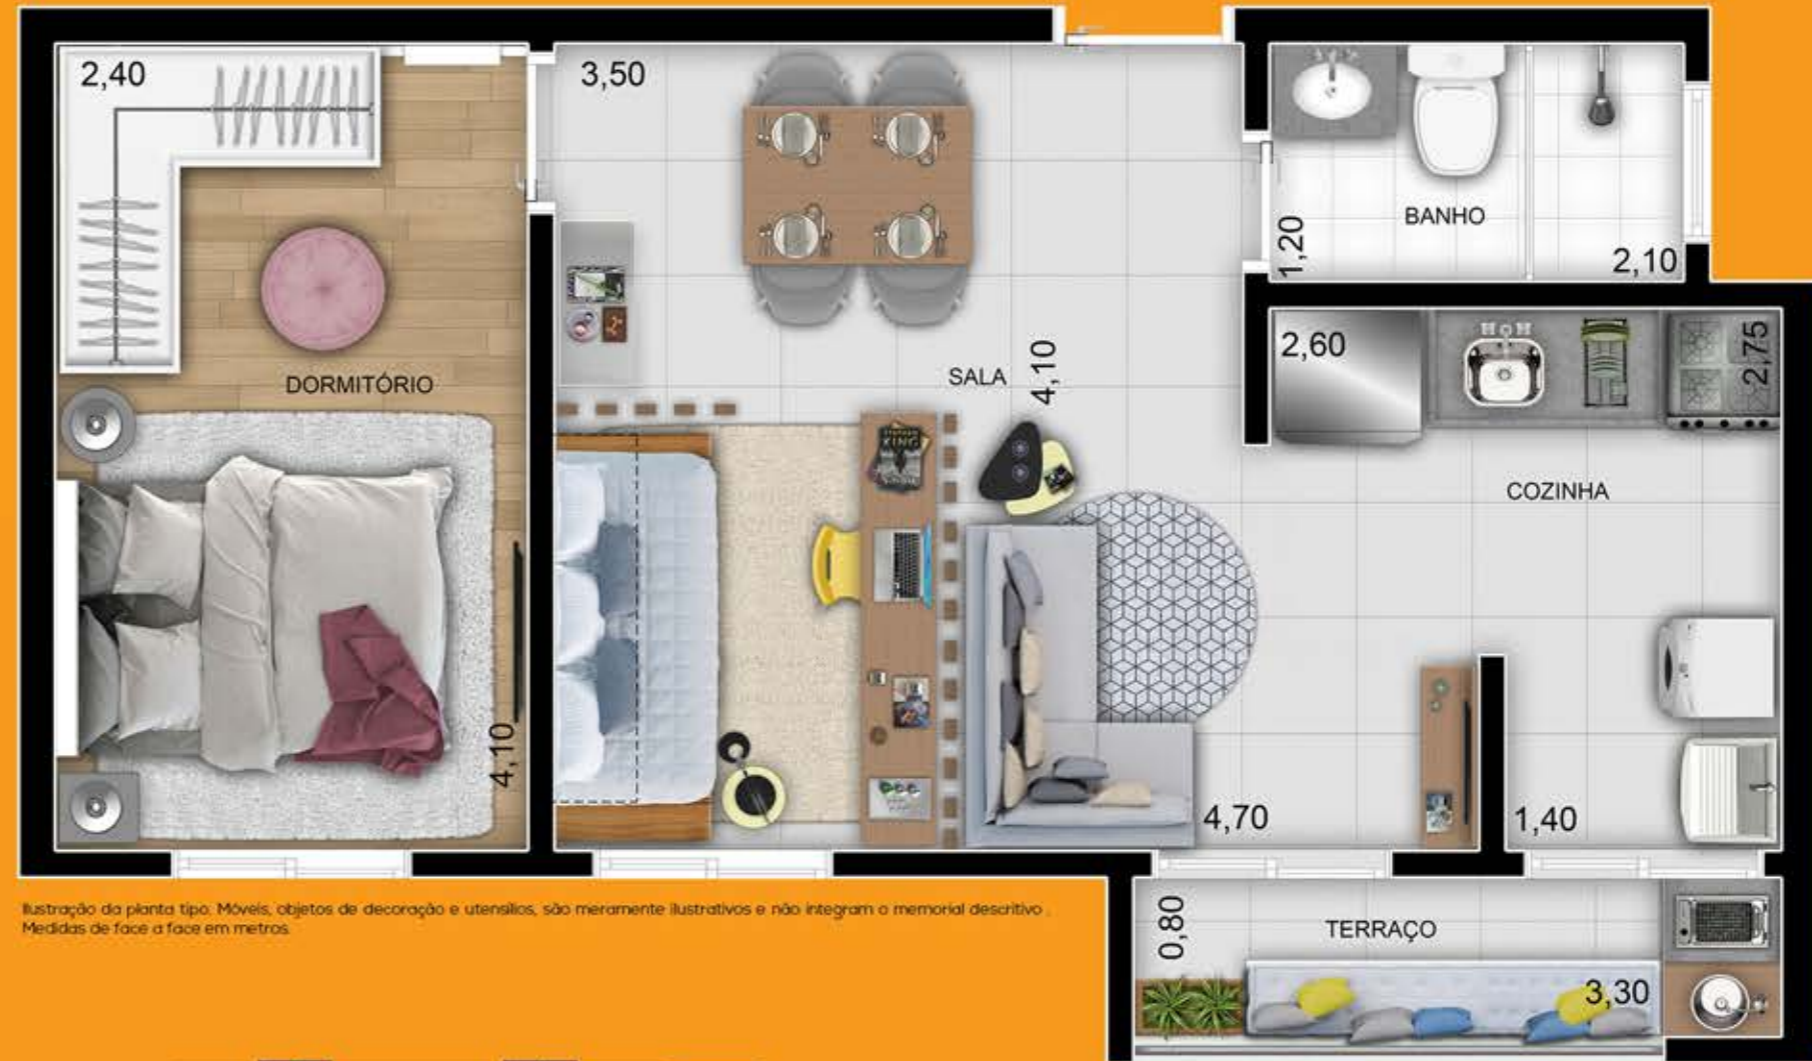 2,40
3,50
1,20
BANHO
2,10
2,60
2,75
DORMITÓRIO
SALA
4,10
KING
COZINHA
4,10
4,70
1,40
Ilustração da planta tipo. Móveis, objetos de decoração e utensílios, são meramente ilustrativos e não integram o memorial descritivo .
Medidas de face a face em metros.
0,80
TERRAÇO
3,30